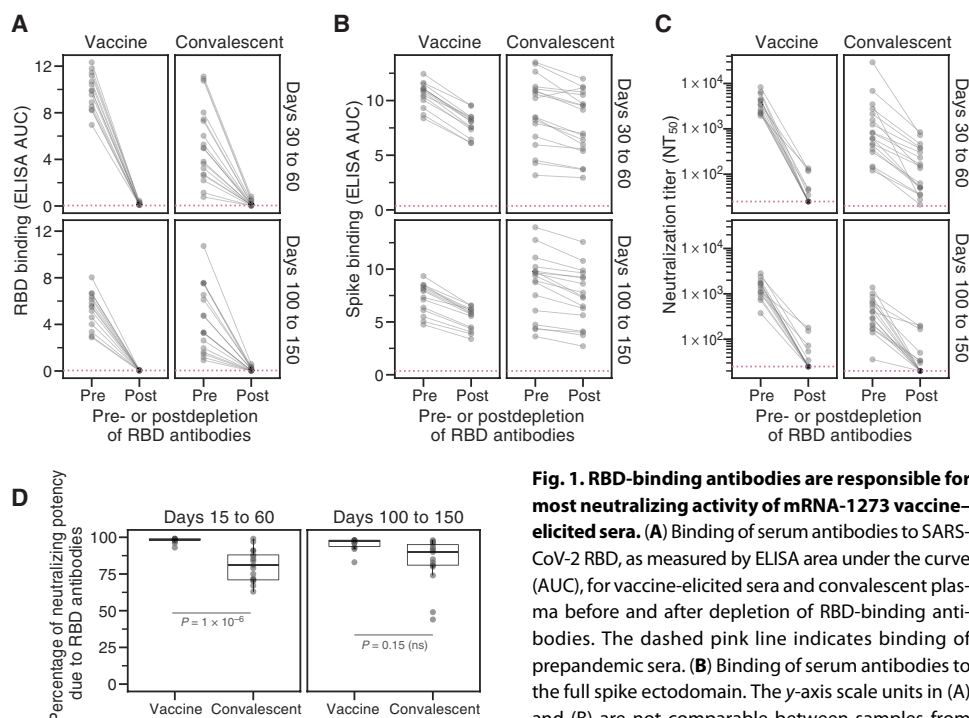 A
Vaccine Convalescent
RBD binding (ELISA AUC)
12
8
4
0
Days 30 to 60
12
8
4
0
Days 100 to 150
Pre Post Pre Post
Pre- or postdepletion
of RBD antibodies
B
Vaccine Convalescent
Spike binding (ELISA AUC)
10
5
0
Days 30 to 60
10
5
0
Days 100 to 150
Pre Post Pre Post
Pre- or postdepletion
of RBD antibodies
C
Vaccine Convalescent
Neutralization titer (NT50)
1×10⁴
1×10³
1×10²
Days 30 to 60
1×10⁴
1×10³
1×10²
Days 100 to 150
Pre Post Pre Post
Pre- or postdepletion
of RBD antibodies
D
Percentage of neutralizing potency
due to RBD antibodies
Days 15 to 60 Days 100 to 150
100
75
50
25
0
P = 1 × 10⁻⁶
P = 0.15 (ns)
Vaccine Convalescent Vaccine Convalescent
Fig. 1. RBD-binding antibodies are responsible for
most neutralizing activity of mRNA-1273 vaccine–
elicited sera. (A) Binding of serum antibodies to SARS-
CoV-2 RBD, as measured by ELISA area under the curve
(AUC), for vaccine-elicited sera and convalescent plas-
ma before and after depletion of RBD-binding anti-
bodies. The dashed pink line indicates binding of
prepandemic sera. (B) Binding of serum antibodies to
the full spike ectodomain. The y-axis scale units in (A)
and (B) are not comparable between samples from